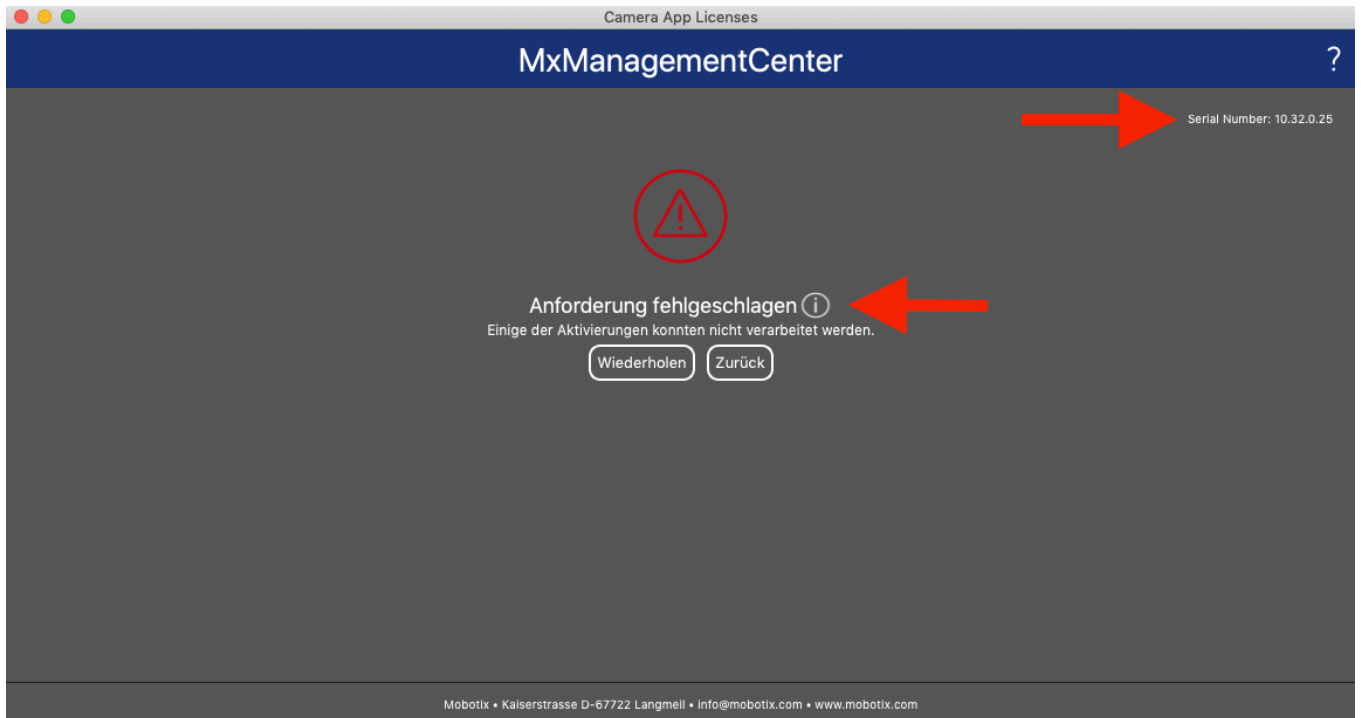 Camera App Licenses
MxManagementCenter
?
Serial Number: 10.32.0.25
Anforderung fehlgeschlagen i
Einige der Aktivierungen konnten nicht verarbeitet werden.
Wiederholen Zurück
Mobotix • Kaiserstrasse D-67722 Langmeil • info@mobotix.com • www.mobotix.com